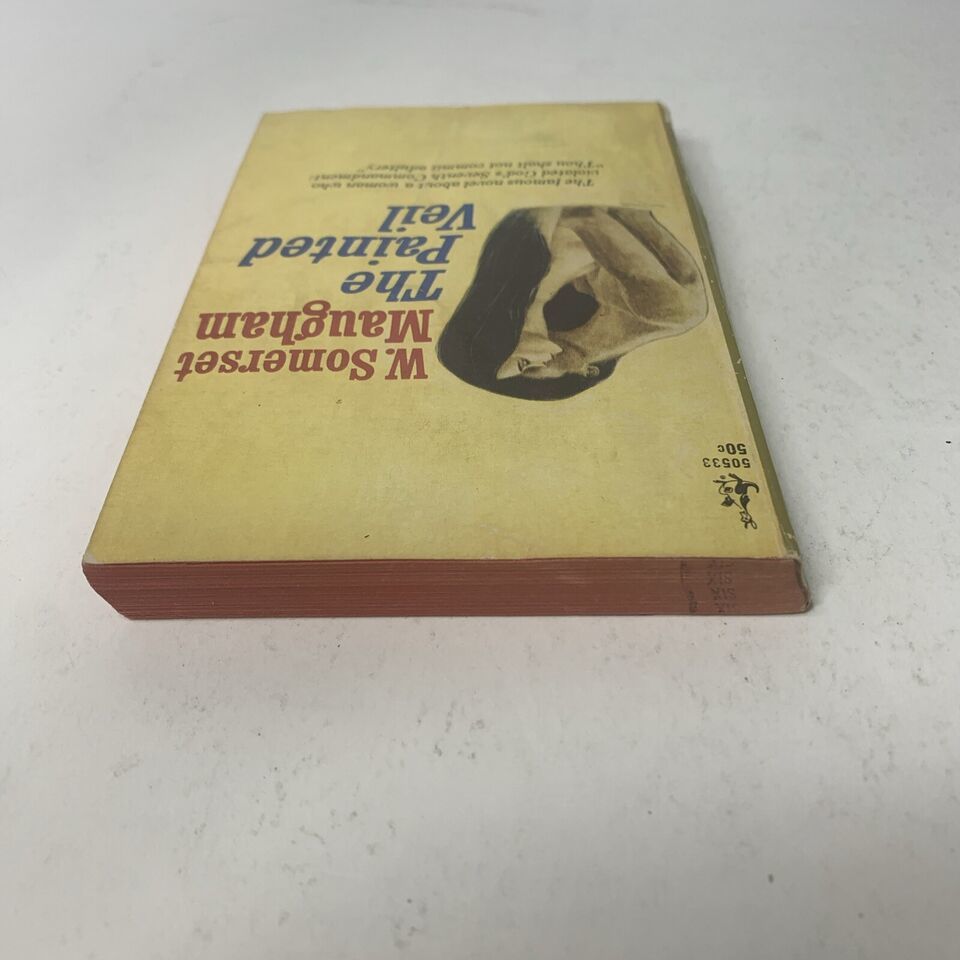 50533
50c
W. Somerset
Maugham
The
Painted
Veil
The famous novel about a woman who
violated God's Seventh Commandment:
"Thou shalt not commit adultery"